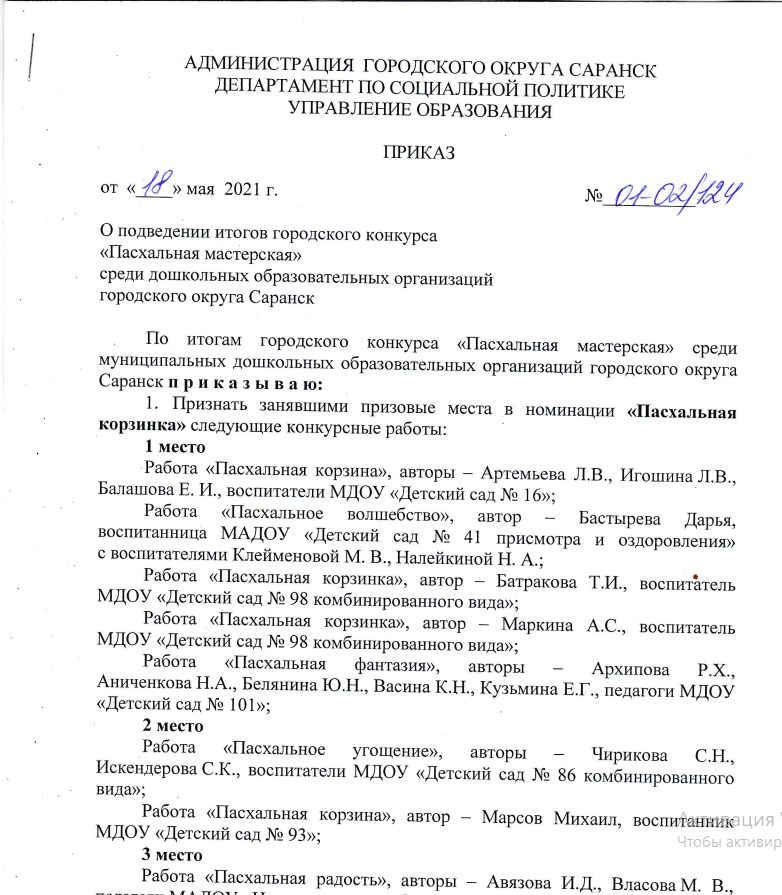 АДМИНИСТРАЦИЯ ГОРОДСКОГО ОКРУГА САРАНСК
ДЕПАРТАМЕНТ ПО СОЦИАЛЬНОЙ ПОЛИТИКЕ
УПРАВЛЕНИЕ ОБРАЗОВАНИЯ
ПРИКАЗ
от «18» мая 2021 г. № 01-02/124
О подведении итогов городского конкурса
«Пасхальная мастерская»
среди дошкольных образовательных организаций
городского округа Саранск
По итогам городского конкурса «Пасхальная мастерская» среди
муниципальных дошкольных образовательных организаций городского округа
Саранск п р и к а з ы в а ю:
1. Признать занявшими призовые места в номинации «Пасхальная
корзинка» следующие конкурсные работы:
1 место
Работа «Пасхальная корзина», авторы – Артемьева Л.В., Игошина Л.В.,
Балашова Е. И., воспитатели МДОУ «Детский сад № 16»;
Работа «Пасхальное волшебство», автор – Бастырева Дарья,
воспитанница МАДОУ «Детский сад № 41 присмотра и оздоровления»
с воспитателями Клейменовой М. В., Налейкиной Н. А.;
Работа «Пасхальная корзинка», автор – Батракова Т.И., воспитатель
МДОУ «Детский сад № 98 комбинированного вида»;
Работа «Пасхальная корзинка», автор – Маркина А.С., воспитатель
МДОУ «Детский сад № 98 комбинированного вида»;
Работа «Пасхальная фантазия», авторы – Архипова Р.Х.,
Аниченкова Н.А., Белянина Ю.Н., Васина К.Н., Кузьмина Е.Г., педагоги МДОУ
«Детский сад № 101»;
2 место
Работа «Пасхальное угощение», авторы – Чирикова С.Н.,
Искендерова С.К., воспитатели МДОУ «Детский сад № 86 комбинированного
вида»;
Работа «Пасхальная корзина», автор – Марсов Михаил, воспитанник
МДОУ «Детский сад № 93»;
Активация
Чтобы активир
3 место
Работа «Пасхальная радость», авторы – Авязова И.Д., Власова М. В.,